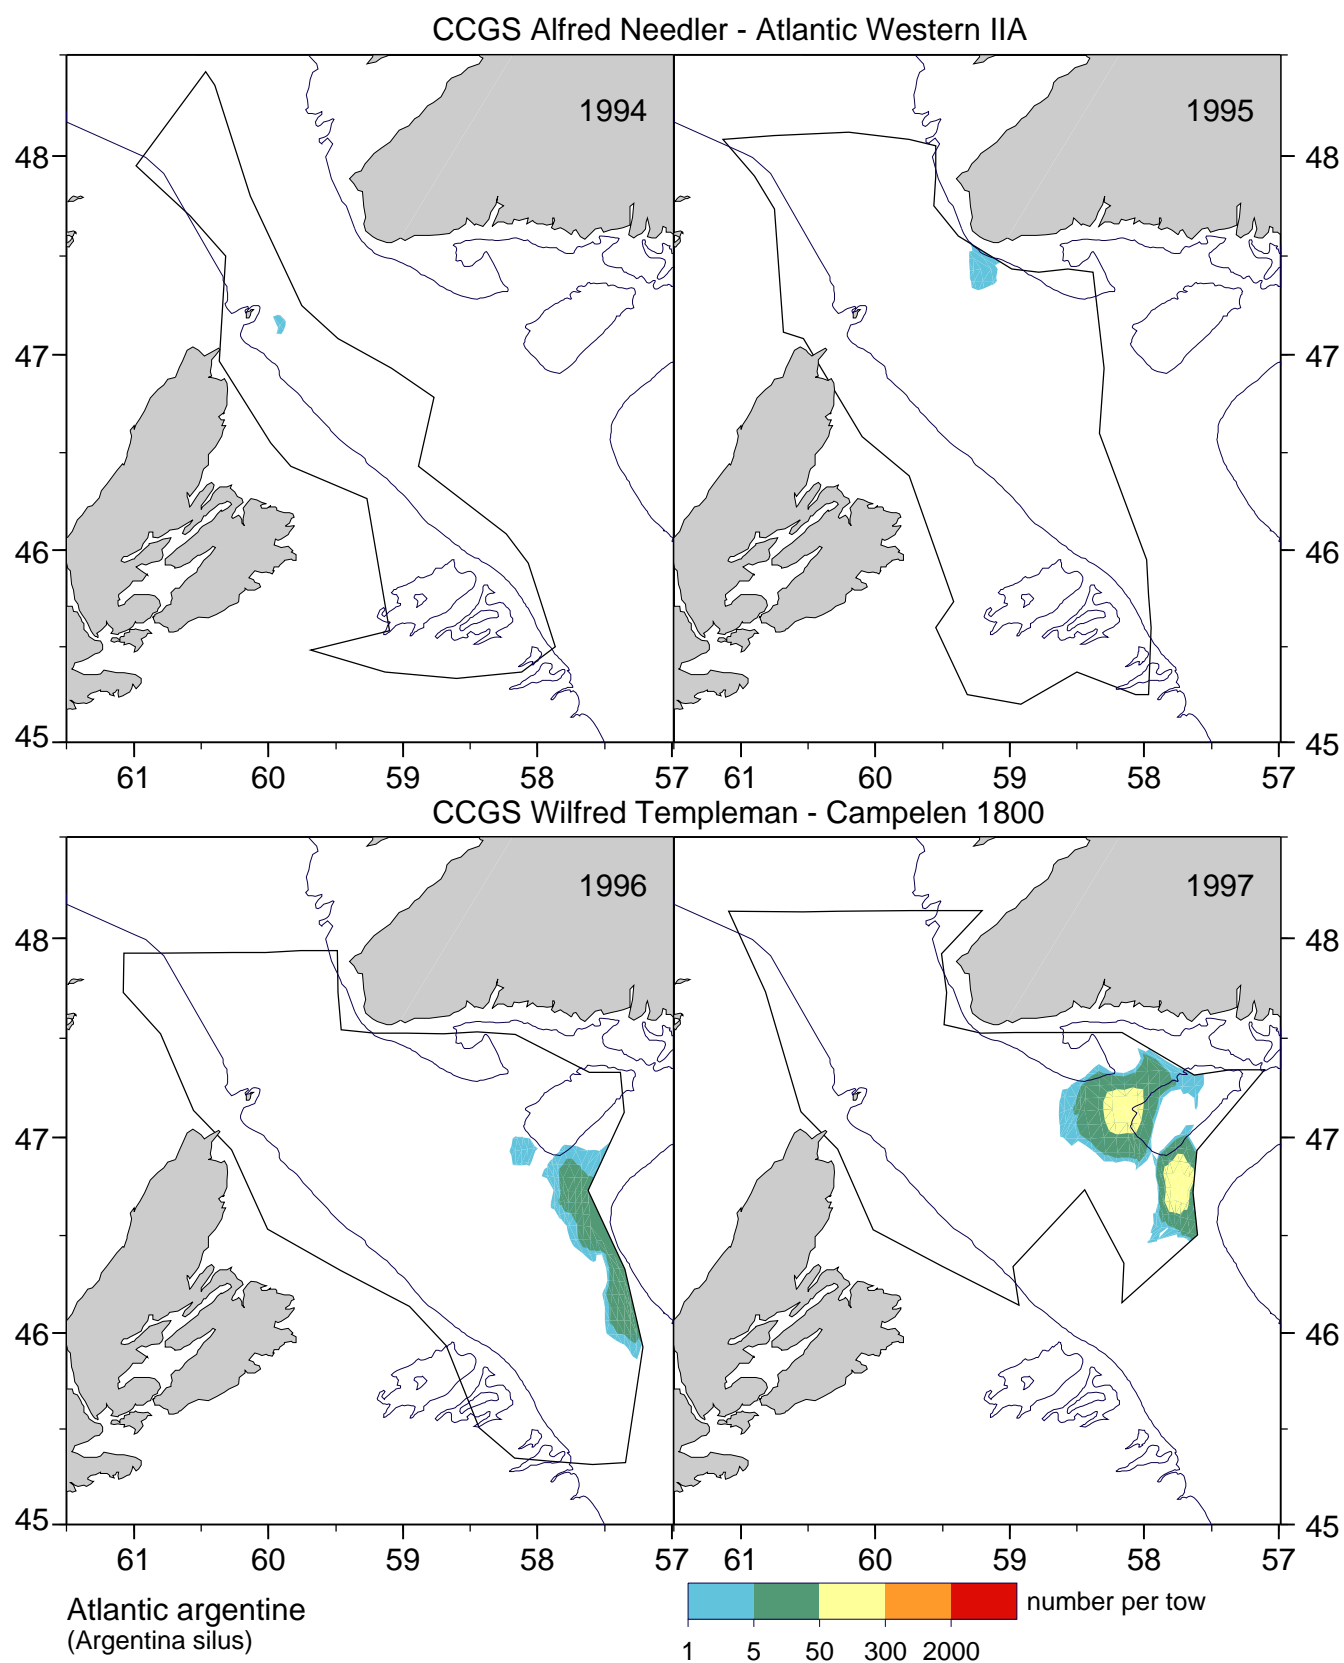 CCGS Alfred Needler - Atlantic Western IIA
1994
1995
48
48
47
47
46
46
45
45
61 60 59 58 57
61 60 59 58 57
CCGS Wilfred Templeman - Campelen 1800
1996
1997
48
48
47
47
46
46
45
45
61 60 59 58 57
61 60 59 58 57
Atlantic argentine
(Argentina silus)
number per tow
1 5 50 300 2000